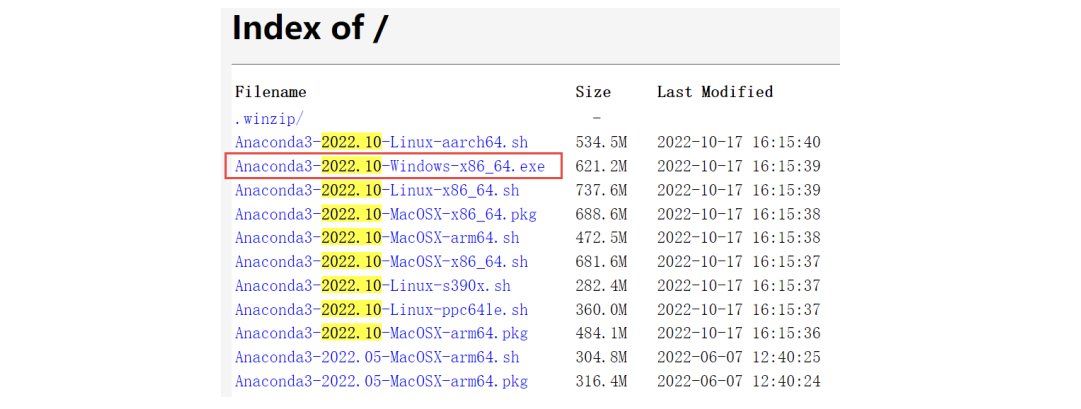 Index of /
Filename Size Last Modified
.winzip/ -
Anaconda3-2022.10-Linux-aarch64.sh 534.5M 2022-10-17 16:15:40
Anaconda3-2022.10-Windows-x86_64.exe 621.2M 2022-10-17 16:15:39
Anaconda3-2022.10-Linux-x86_64.sh 737.6M 2022-10-17 16:15:39
Anaconda3-2022.10-MacOSX-x86_64.pkg 688.6M 2022-10-17 16:15:38
Anaconda3-2022.10-MacOSX-arm64.sh 472.5M 2022-10-17 16:15:38
Anaconda3-2022.10-MacOSX-x86_64.sh 681.6M 2022-10-17 16:15:37
Anaconda3-2022.10-Linux-s390x.sh 282.4M 2022-10-17 16:15:37
Anaconda3-2022.10-Linux-ppc64le.sh 360.0M 2022-10-17 16:15:37
Anaconda3-2022.10-MacOSX-arm64.pkg 484.1M 2022-10-17 16:15:36
Anaconda3-2022.05-MacOSX-arm64.sh 304.8M 2022-06-07 12:40:25
Anaconda3-2022.05-MacOSX-arm64.pkg 316.4M 2022-06-07 12:40:24